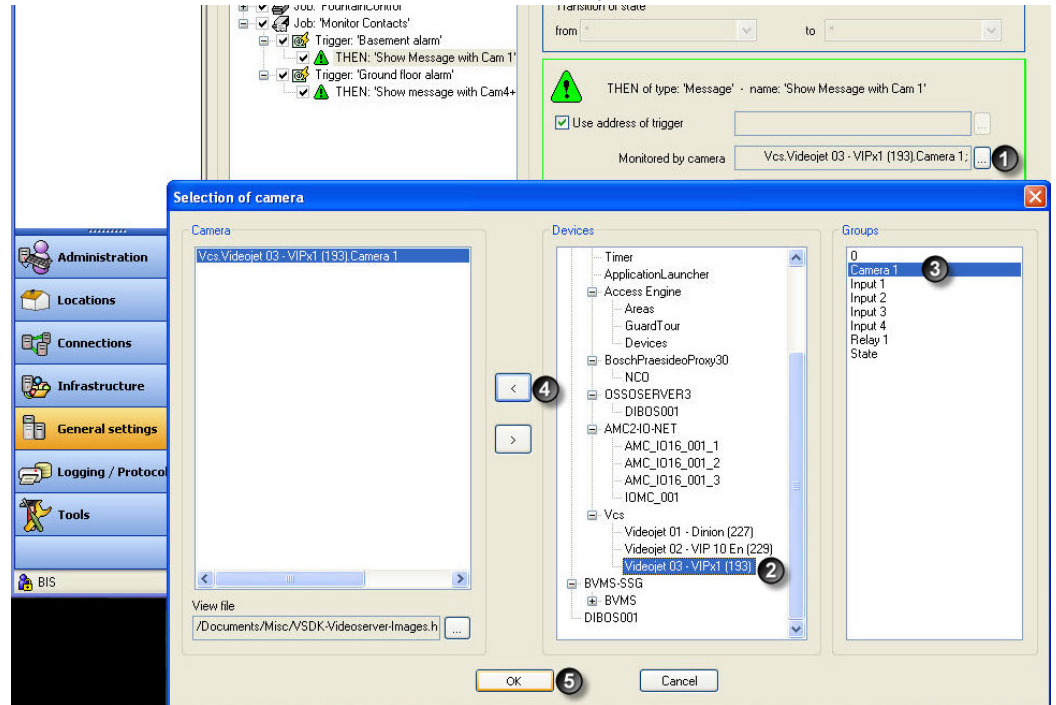 Job: 'FountainControl'
Job: 'Monitor Contacts'
Trigger: 'Basement alarm'
THEN: 'Show Message with Cam 1'
Trigger: 'Ground floor alarm'
THEN: 'Show message with Cam4+
Transition of state
from *
to *
THEN of type: 'Message' - name: 'Show Message with Cam 1'
Use address of trigger
...
Monitored by camera
Vcs.Videojet 03 - VIPx1 (193).Camera 1;
...
1
Administration
Locations
Connections
Infrastructure
General settings
Logging / Protocol
Tools
BIS
Selection of camera
Camera
Vcs.Videojet 03 - VIPx1 (193).Camera 1
View file
/Documents/Misc/VSDK-Videoserver-Images.h
...
<
4
>
Devices
Timer
ApplicationLauncher
Access Engine
Areas
GuardTour
Devices
BoschPraesideoProxy30
NCO
OSSOSERVER3
DIBOS001
AMC2-IO-NET
AMC_IO16_001_1
AMC_IO16_001_2
AMC_IO16_001_3
IOMC_001
Vcs
Videojet 01 - Dinion (227)
Videojet 02 - VIP 10 En (229)
Videojet 03 - VIPx1 (193)
2
BVMS-SSG
BVMS
DIBOS001
Groups
0
Camera 1
3
Input 1
Input 2
Input 3
Input 4
Relay 1
State
OK
5
Cancel